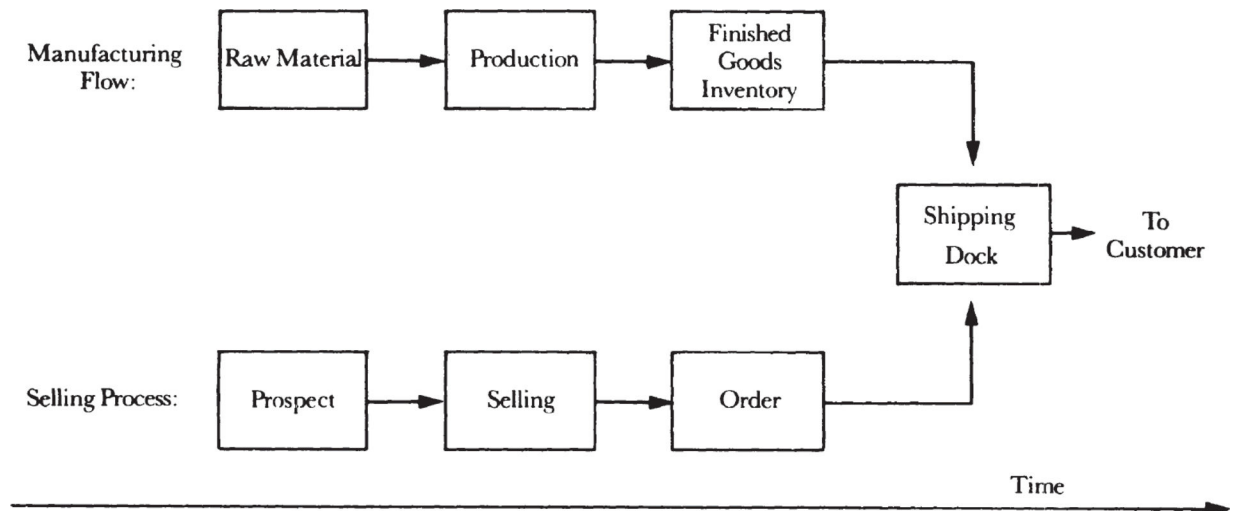 Manufacturing
Flow:
Raw Material
Production
Finished
Goods
Inventory
Shipping
Dock
To
Customer
Selling Process:
Prospect
Selling
Order
Time